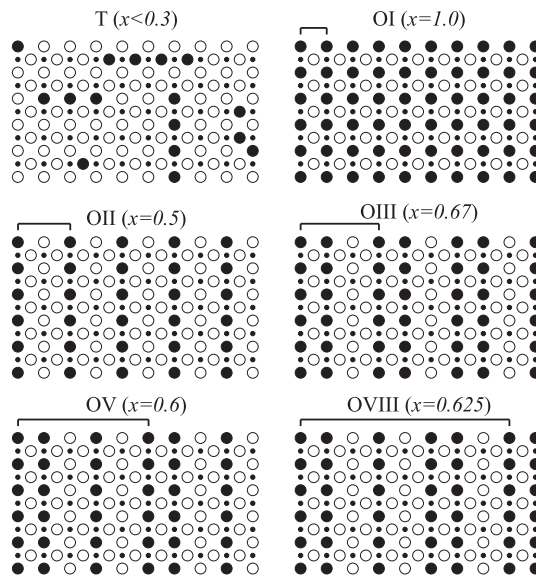 T (x<0.3)
OI (x=1.0)
OII (x=0.5)
OIII (x=0.67)
OV (x=0.6)
OVIII (x=0.625)